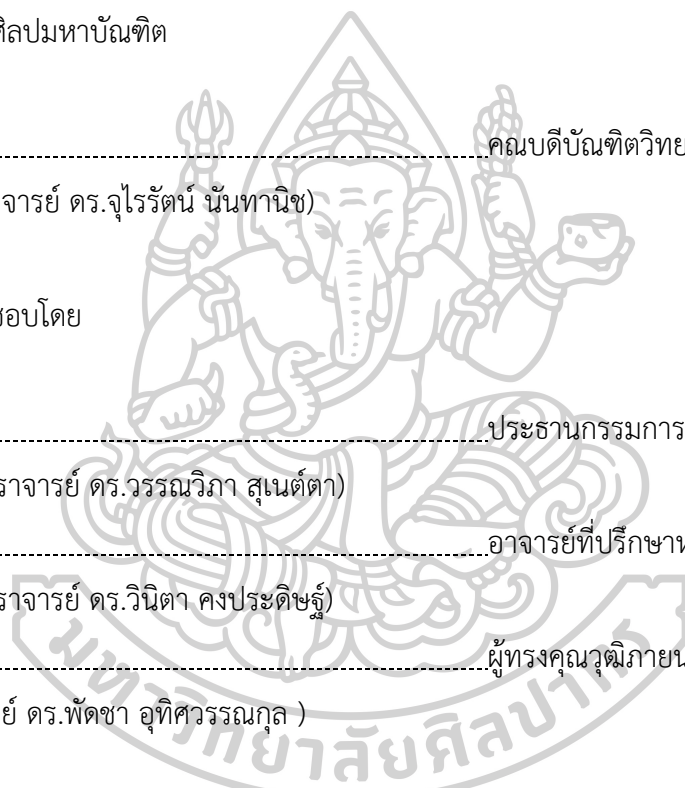 ศิลปมหาบัณฑิต
คณบดีบัณฑิตวิทย
จารย์ ดร.จุไรรัตน์ นันทานิช)
สอบโดย
ประธานกรรมการ
ราจารย์ ดร.วรรณวิภา สุเนต์ตา)
อาจารย์ที่ปรึกษาห
ราจารย์ ดร.วินิตา คงประดิษฐ์)
ผู้ทรงคุณวุฒิภายน
ย์ ดร.พัดชา อุทิศวรรณกุล )
มหาวิทยาลัยศิลปากร